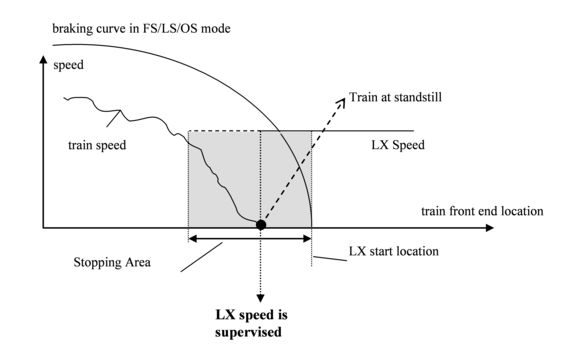 braking curve in FS/LS/OS mode
speed
Train at standstill
train speed
LX Speed
train front end location
LX start location
Stopping Area
LX speed is
supervised